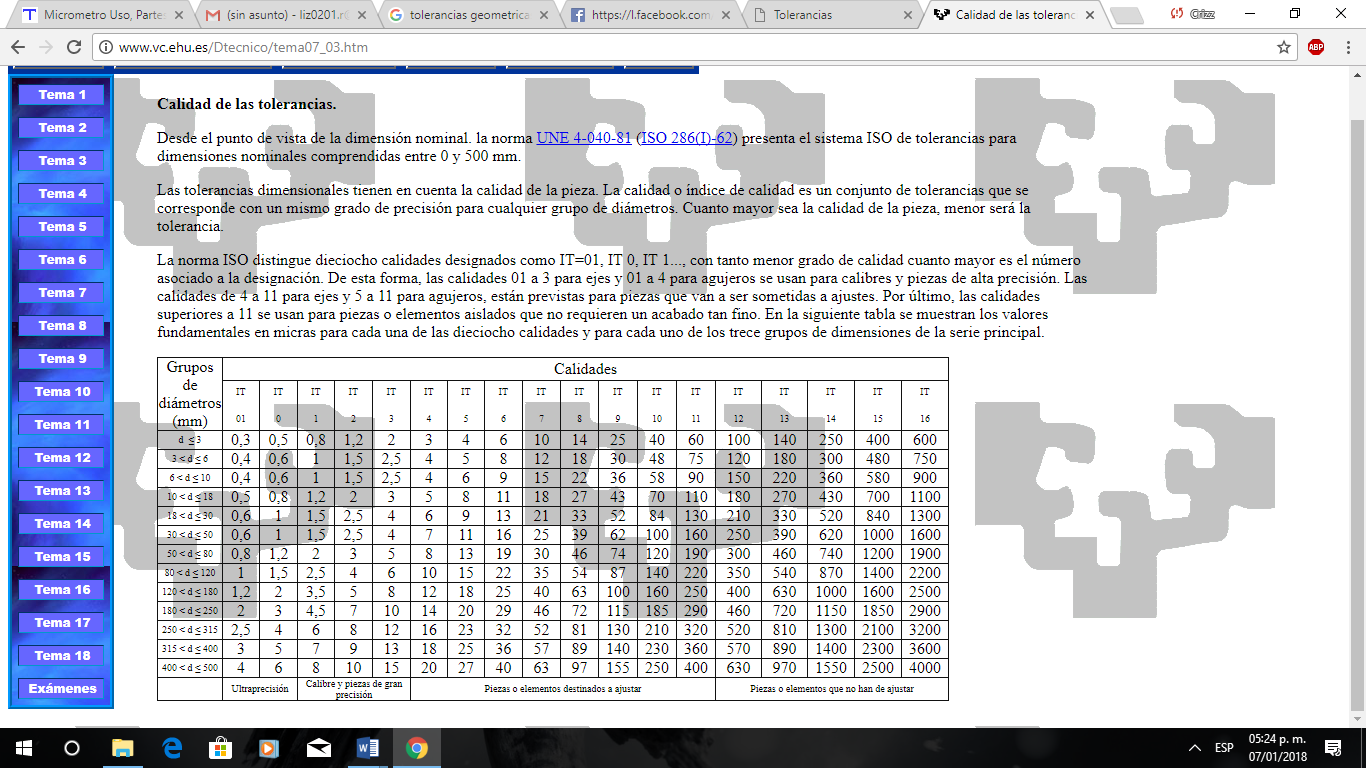 Micrometro Uso, Partes
(sin asunto) - liz0201.r
tolerancias geometrica
https://l.facebook.com
Tolerancias
Calidad de las toleranc
Crizz
www.vc.ehu.es/Dtecnico/tema07_03.htm
ABP
Tema 1
Tema 2
Tema 3
Tema 4
Tema 5
Tema 6
Tema 7
Tema 8
Tema 9
Tema 10
Tema 11
Tema 12
Tema 13
Tema 14
Tema 15
Tema 16
Tema 17
Tema 18
Exámenes
Calidad de las tolerancias.
Desde el punto de vista de la dimensión nominal. la norma UNE 4-040-81 (ISO 286(I)-62) presenta el sistema ISO de tolerancias para
dimensiones nominales comprendidas entre 0 y 500 mm.
Las tolerancias dimensionales tienen en cuenta la calidad de la pieza. La calidad o índice de calidad es un conjunto de tolerancias que se
corresponde con un mismo grado de precisión para cualquier grupo de diámetros. Cuanto mayor sea la calidad de la pieza, menor será la
tolerancia.
La norma ISO distingue dieciocho calidades designados como IT=01, IT 0, IT 1..., con tanto menor grado de calidad cuanto mayor es el número
asociado a la designación. De esta forma, las calidades 01 a 3 para ejes y 01 a 4 para agujeros se usan para calibres y piezas de alta precisión. Las
calidades de 4 a 11 para ejes y 5 a 11 para agujeros, están previstas para piezas que van a ser sometidas a ajustes. Por último, las calidades
superiores a 11 se usan para piezas o elementos aislados que no requieren un acabado tan fino. En la siguiente tabla se muestran los valores
fundamentales en micras para cada una de las dieciocho calidades y para cada uno de los trece grupos de dimensiones de la serie principal.
Grupos de diámetros (mm)
Calidades
IT 01 IT 0 IT 1 IT 2 IT 3 IT 4 IT 5 IT 6 IT 7 IT 8 IT 9 IT 10 IT 11 IT 12 IT 13 IT 14 IT 15 IT 16
d ≤ 3 0,3 0,5 0,8 1,2 2 3 4 6 10 14 25 40 60 100 140 250 400 600
3 < d ≤ 6 0,4 0,6 1 1,5 2,5 4 5 8 12 18 30 48 75 120 180 300 480 750
6 < d ≤ 10 0,4 0,6 1 1,5 2,5 4 6 9 15 22 36 58 90 150 220 360 580 900
10 < d ≤ 18 0,5 0,8 1,2 2 3 5 8 11 18 27 43 70 110 180 270 430 700 1100
18 < d ≤ 30 0,6 1 1,5 2,5 4 6 9 13 21 33 52 84 130 210 330 520 840 1300
30 < d ≤ 50 0,6 1 1,5 2,5 4 7 11 16 25 39 62 100 160 250 390 620 1000 1600
50 < d ≤ 80 0,8 1,2 2 3 5 8 13 19 30 46 74 120 190 300 460 740 1200 1900
80 < d ≤ 120 1 1,5 2,5 4 6 10 15 22 35 54 87 140 220 350 540 870 1400 2200
120 < d ≤ 180 1,2 2 3,5 5 8 12 18 25 40 63 100 160 250 400 630 1000 1600 2500
180 < d ≤ 250 2 3 4,5 7 10 14 20 29 46 72 115 185 290 460 720 1150 1850 2900
250 < d ≤ 315 2,5 4 6 8 12 16 23 32 52 81 130 210 320 520 810 1300 2100 3200
315 < d ≤ 400 3 5 7 9 13 18 25 36 57 89 140 230 360 570 890 1400 2300 3600
400 < d ≤ 500 4 6 8 10 15 20 27 40 63 97 155 250 400 630 970 1550 2500 4000
Ultraprecisión
Calibre y piezas de gran
precisión
Piezas o elementos destinados a ajustar
Piezas o elementos que no han de ajustar
ESP
05:24 p. m.
07/01/2018